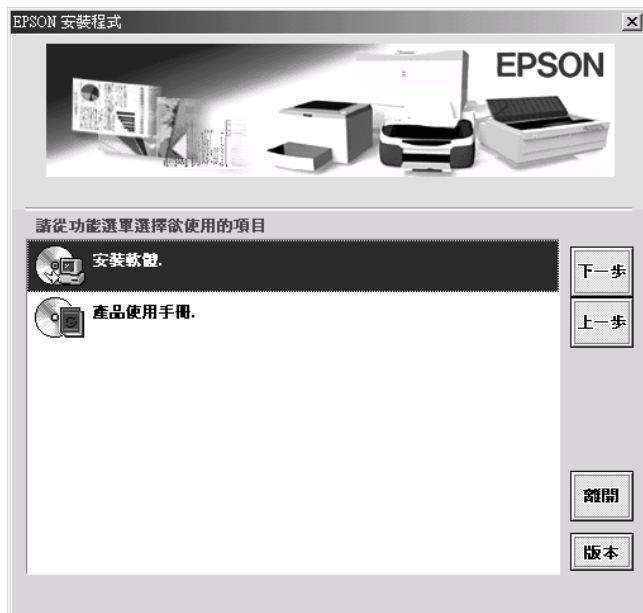 EPSON 安裝程式
EPSON
請從功能選單選擇欲使用的項目
安裝軟體.
產品使用手冊.
下一步
上一步
離開
版本